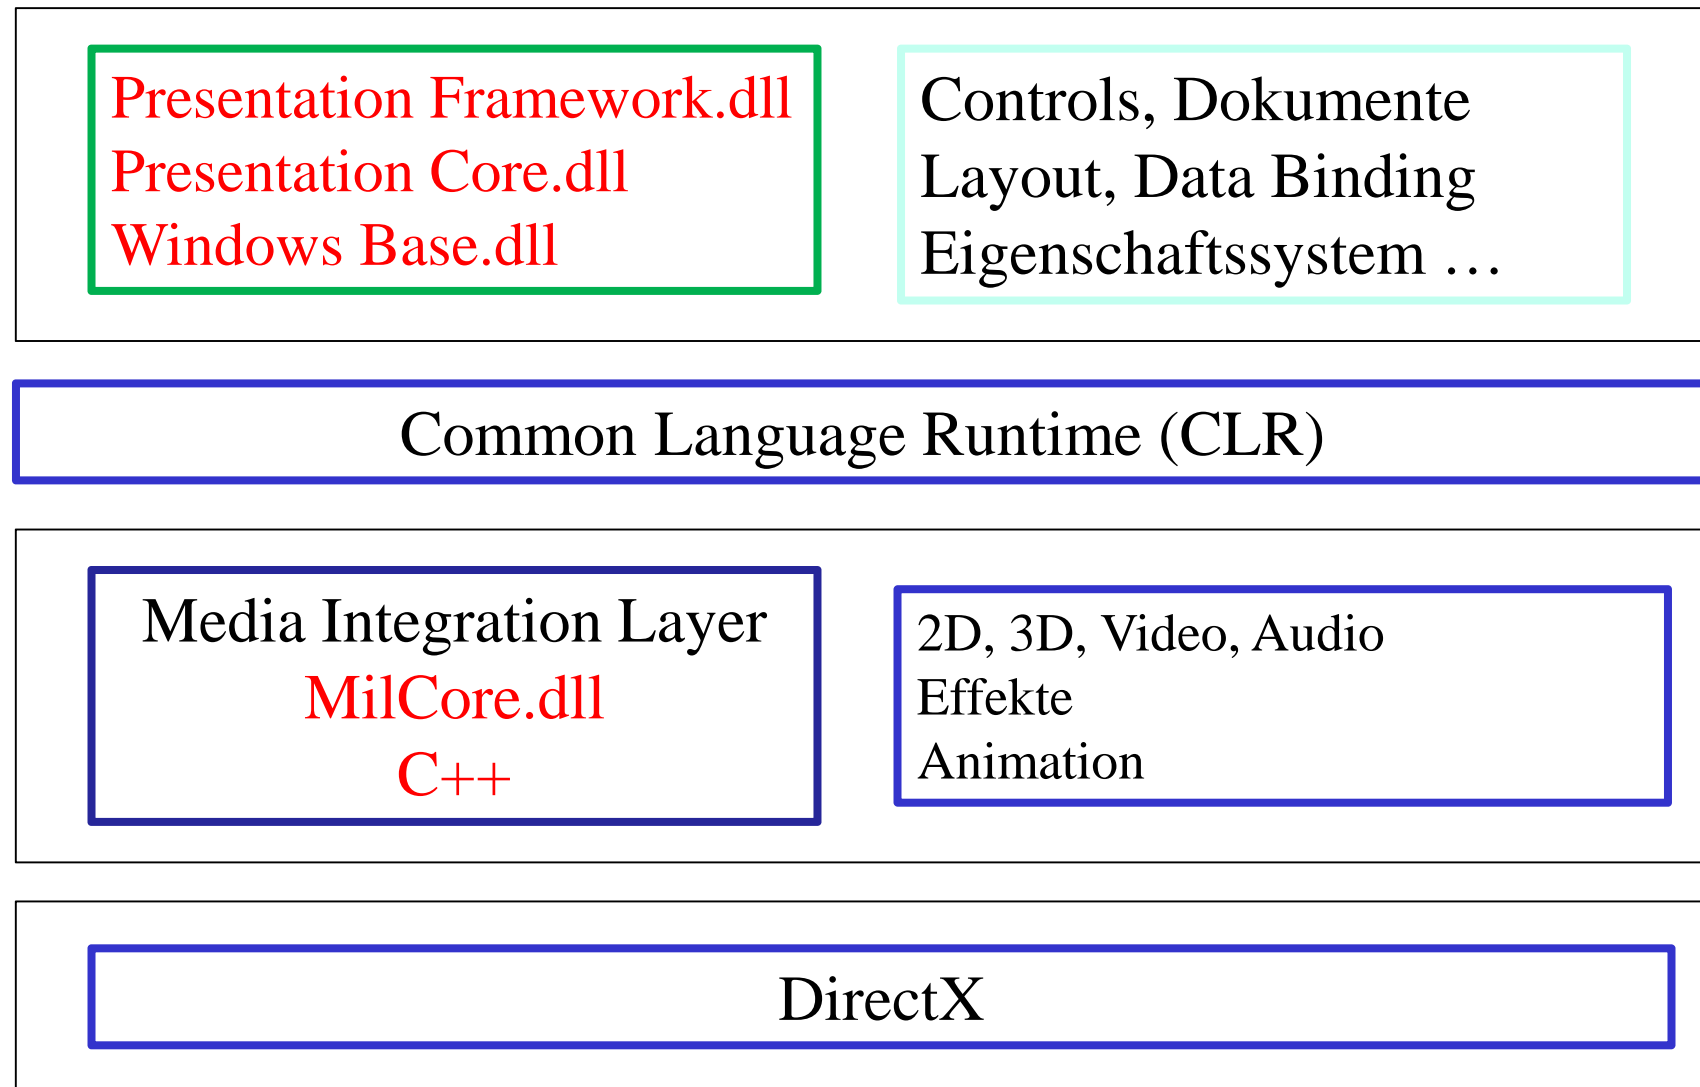 Presentation Framework.dll
Presentation Core.dll
Windows Base.dll
Controls, Dokumente
Layout, Data Binding
Eigenschaftssystem …
Common Language Runtime (CLR)
Media Integration Layer
MilCore.dll
C++
2D, 3D, Video, Audio
Effekte
Animation
DirectX